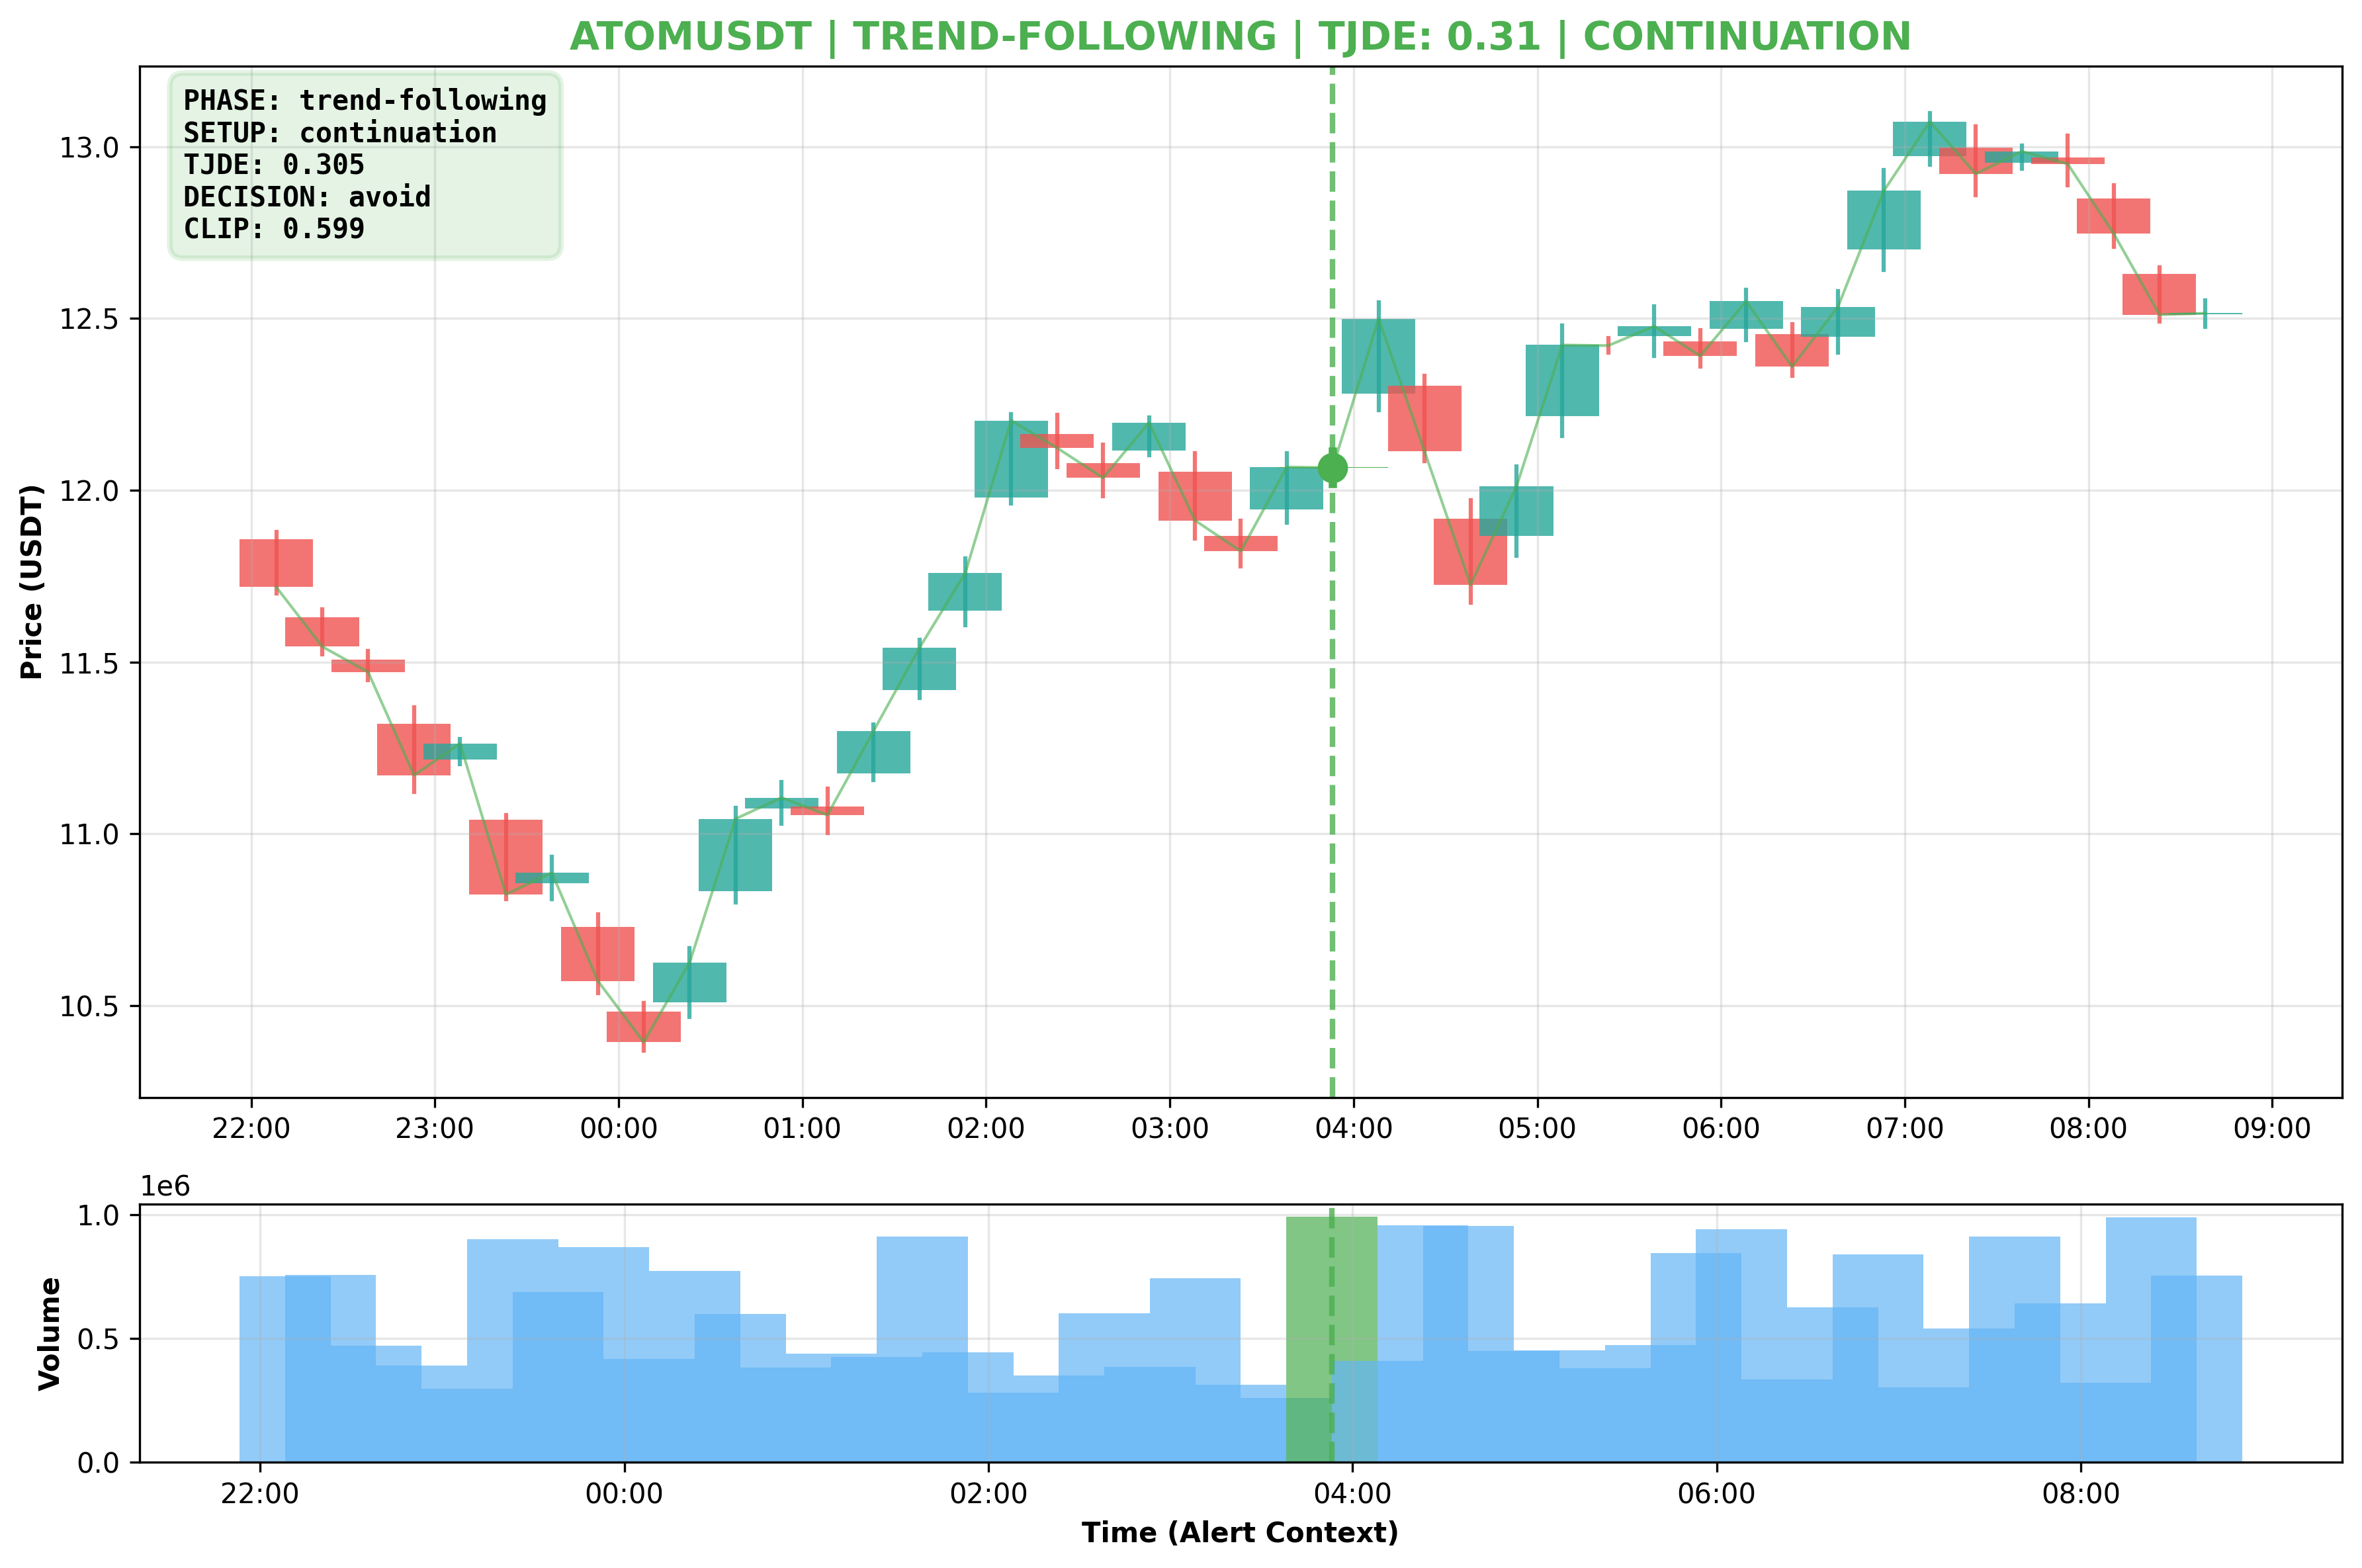 ATOMUSDT | TREND-FOLLOWING | TJDE: 0.31 | CONTINUATION
PHASE: trend-following
SETUP: continuation
TJDE: 0.305
DECISION: avoid
CLIP: 0.599
Price (USDT)
13.0
12.5
12.0
11.5
11.0
10.5
22:00 23:00 00:00 01:00 02:00 03:00 04:00 05:00 06:00 07:00 08:00 09:00
1e6
Volume
1.0
0.5
0.0
22:00 00:00 02:00 04:00 06:00 08:00
Time (Alert Context)